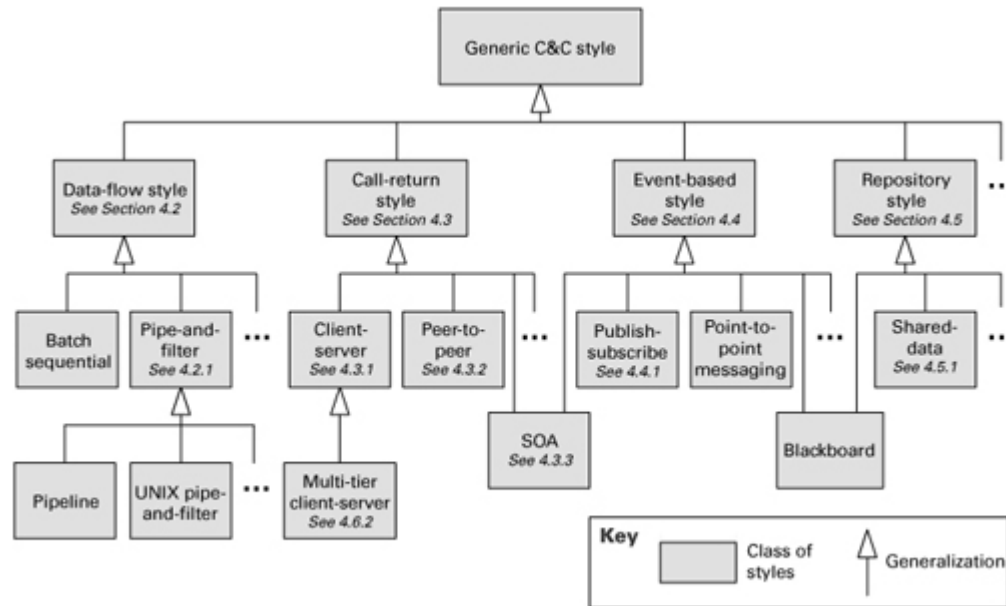 Generic C&C style
Data-flow style
See Section 4.2
Call-return
style
See Section 4.3
Event-based
style
See Section 4.4
Repository
style
See Section 4.5
...
Batch
sequential
Pipe-and-
filter
See 4.2.1
...
Client-
server
See 4.3.1
Peer-to-
peer
See 4.3.2
...
Publish-
subscribe
See 4.4.1
Point-to-
point
messaging
...
Shared-
data
See 4.5.1
...
Pipeline
UNIX pipe-
and-filter
...
Multi-tier
client-server
See 4.6.2
SOA
See 4.3.3
Blackboard
Key
Class of
styles
Generalization